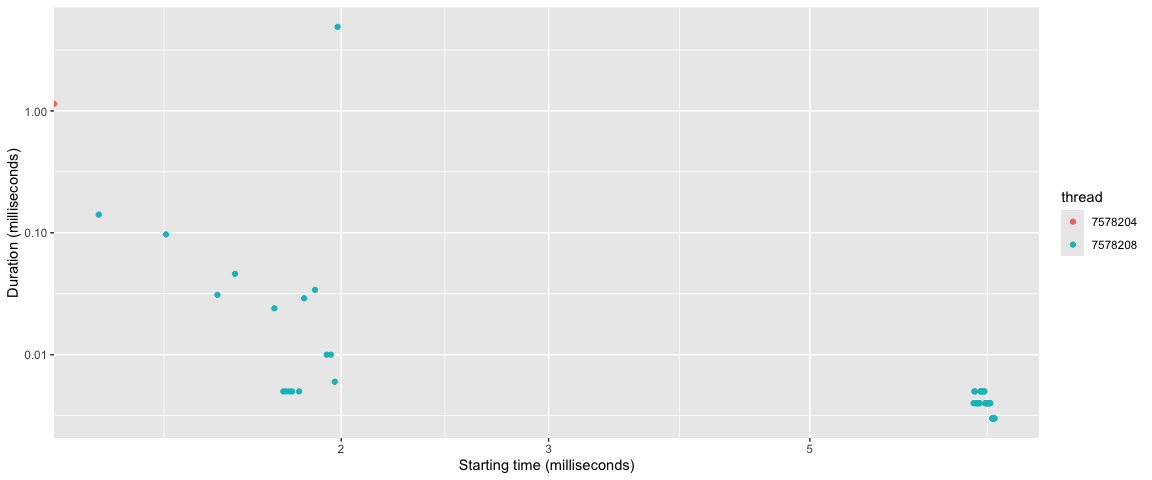 1.00
0.10
0.01
Duration (milliseconds)
2 3 5
Starting time (milliseconds)
thread
7578204
7578208